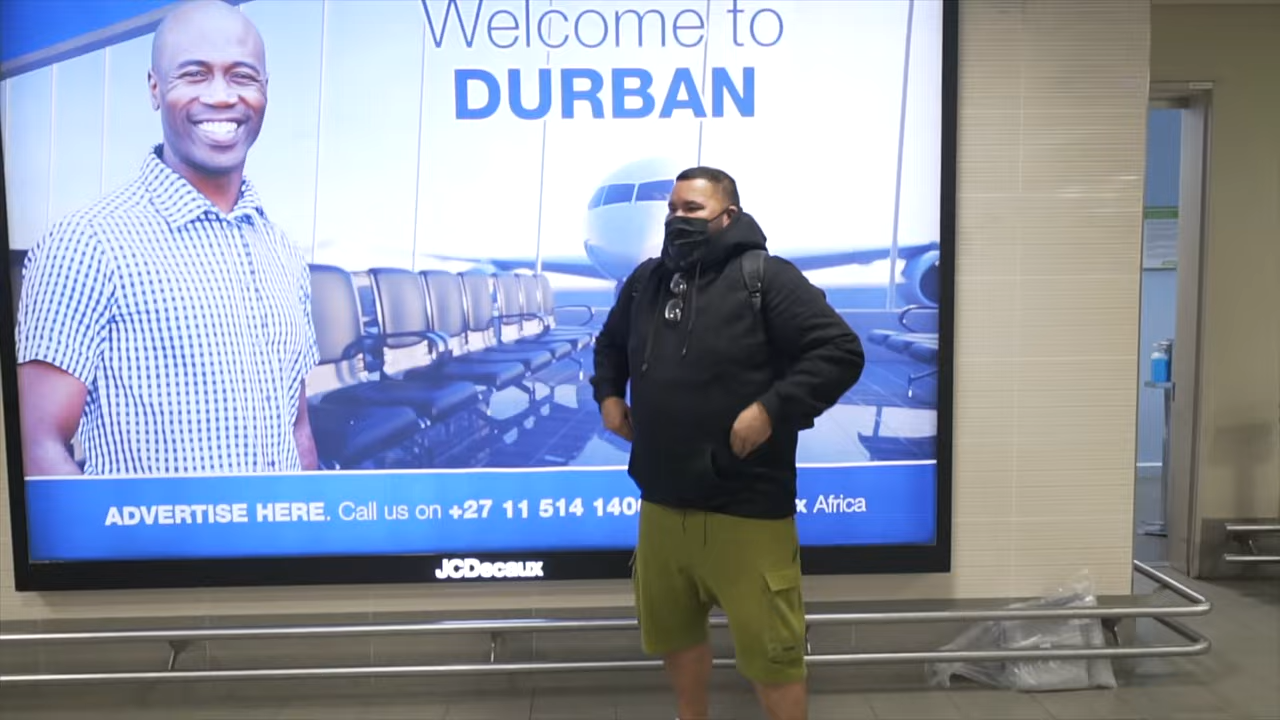 Welcome to
DURBAN
ADVERTISE HERE. Call us on +27 11 514 140 x Africa
JCDecaux